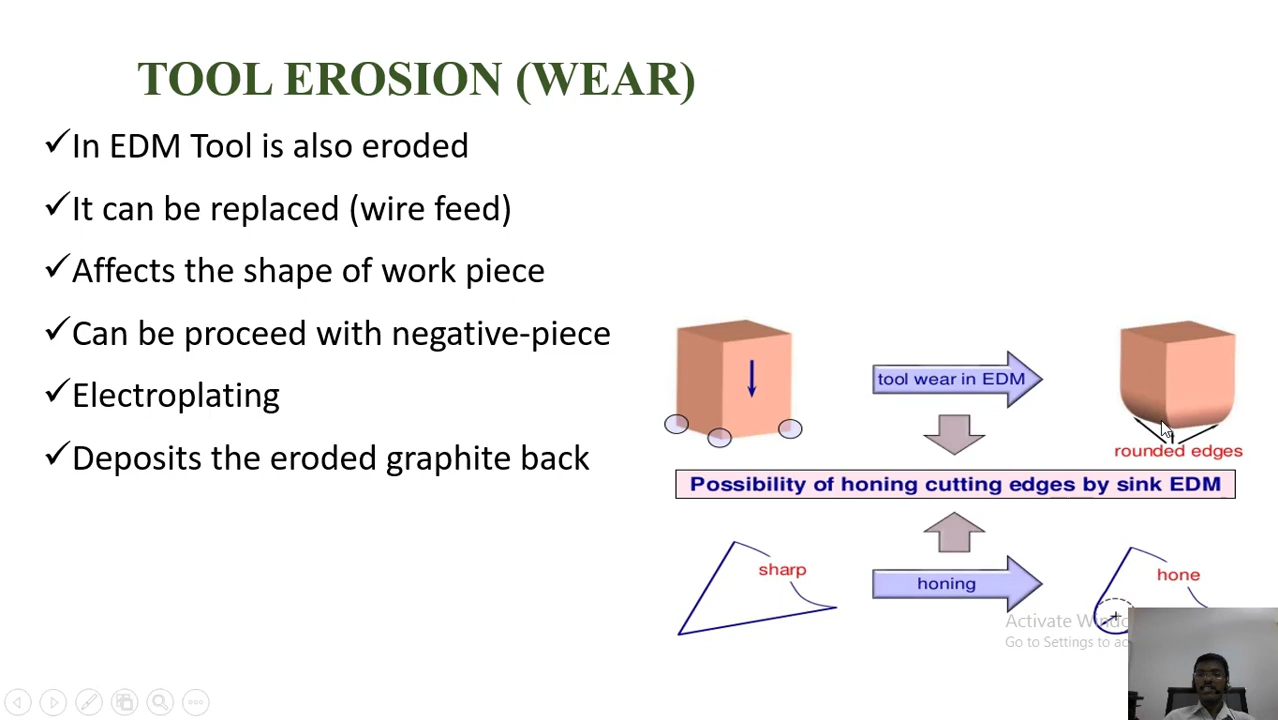 TOOL EROSION (WEAR)
✓In EDM Tool is also eroded
✓It can be replaced (wire feed)
✓Affects the shape of work piece
✓Can be proceed with negative-piece
✓Electroplating
✓Deposits the eroded graphite back
tool wear in EDM
rounded edges
Possibility of honing cutting edges by sink EDM
sharp
honing
hone
Activate
Go to Settings to